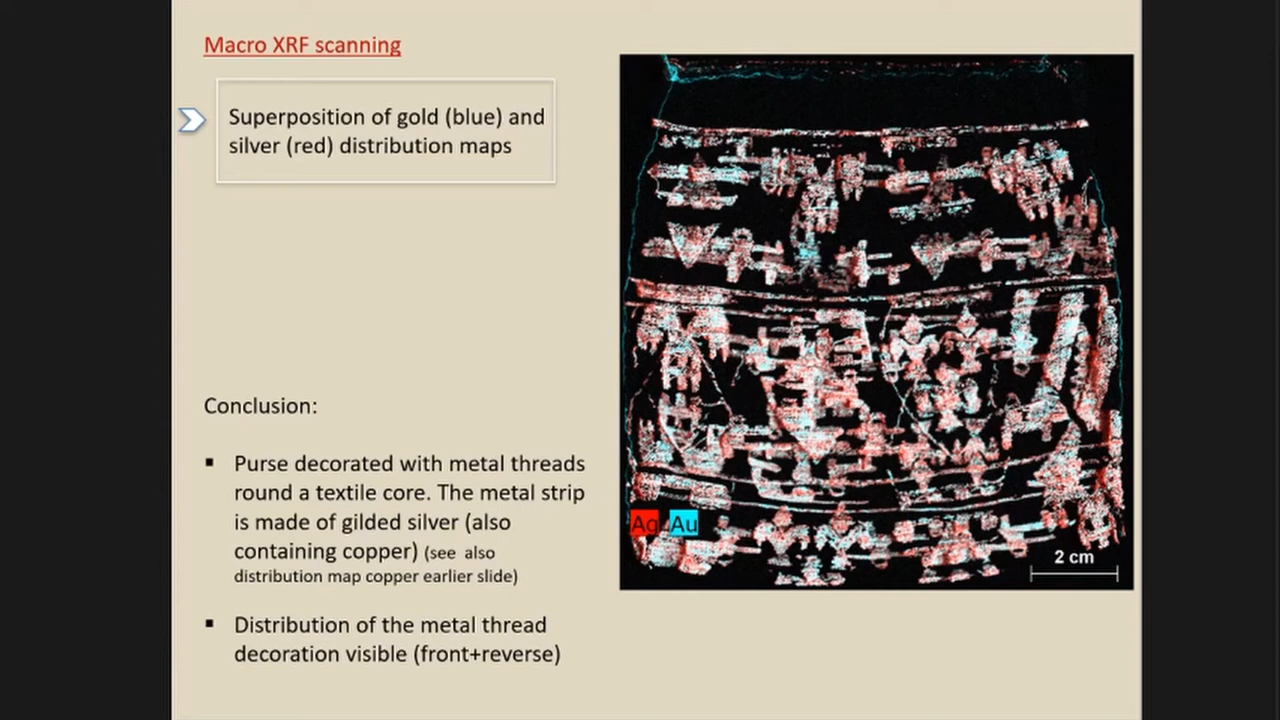 Macro XRF scanning
Superposition of gold (blue) and
silver (red) distribution maps
Conclusion:
▪ Purse decorated with metal threads
round a textile core. The metal strip
is made of gilded silver (also
containing copper) (see also
distribution map copper earlier slide)
▪ Distribution of the metal thread
decoration visible (front+reverse)
Ag Au
2 cm